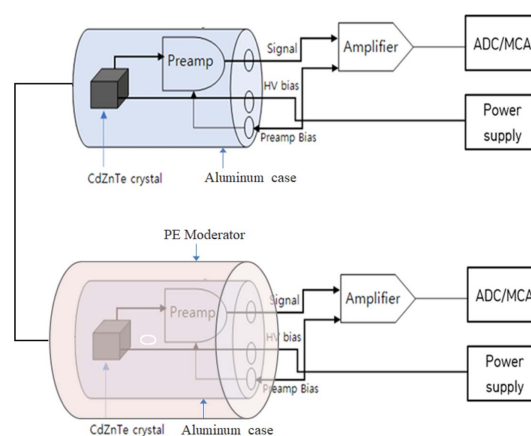 Preamp
Signal
HV bias
Preamp Bias
Amplifier
ADC/MCA
Power
supply
CdZnTe crystal
Aluminum case
PE Moderator
Preamp
Signal
HV bias
Preamp Bias
Amplifier
ADC/MCA
Power
supply
CdZnTe crystal
Aluminum case